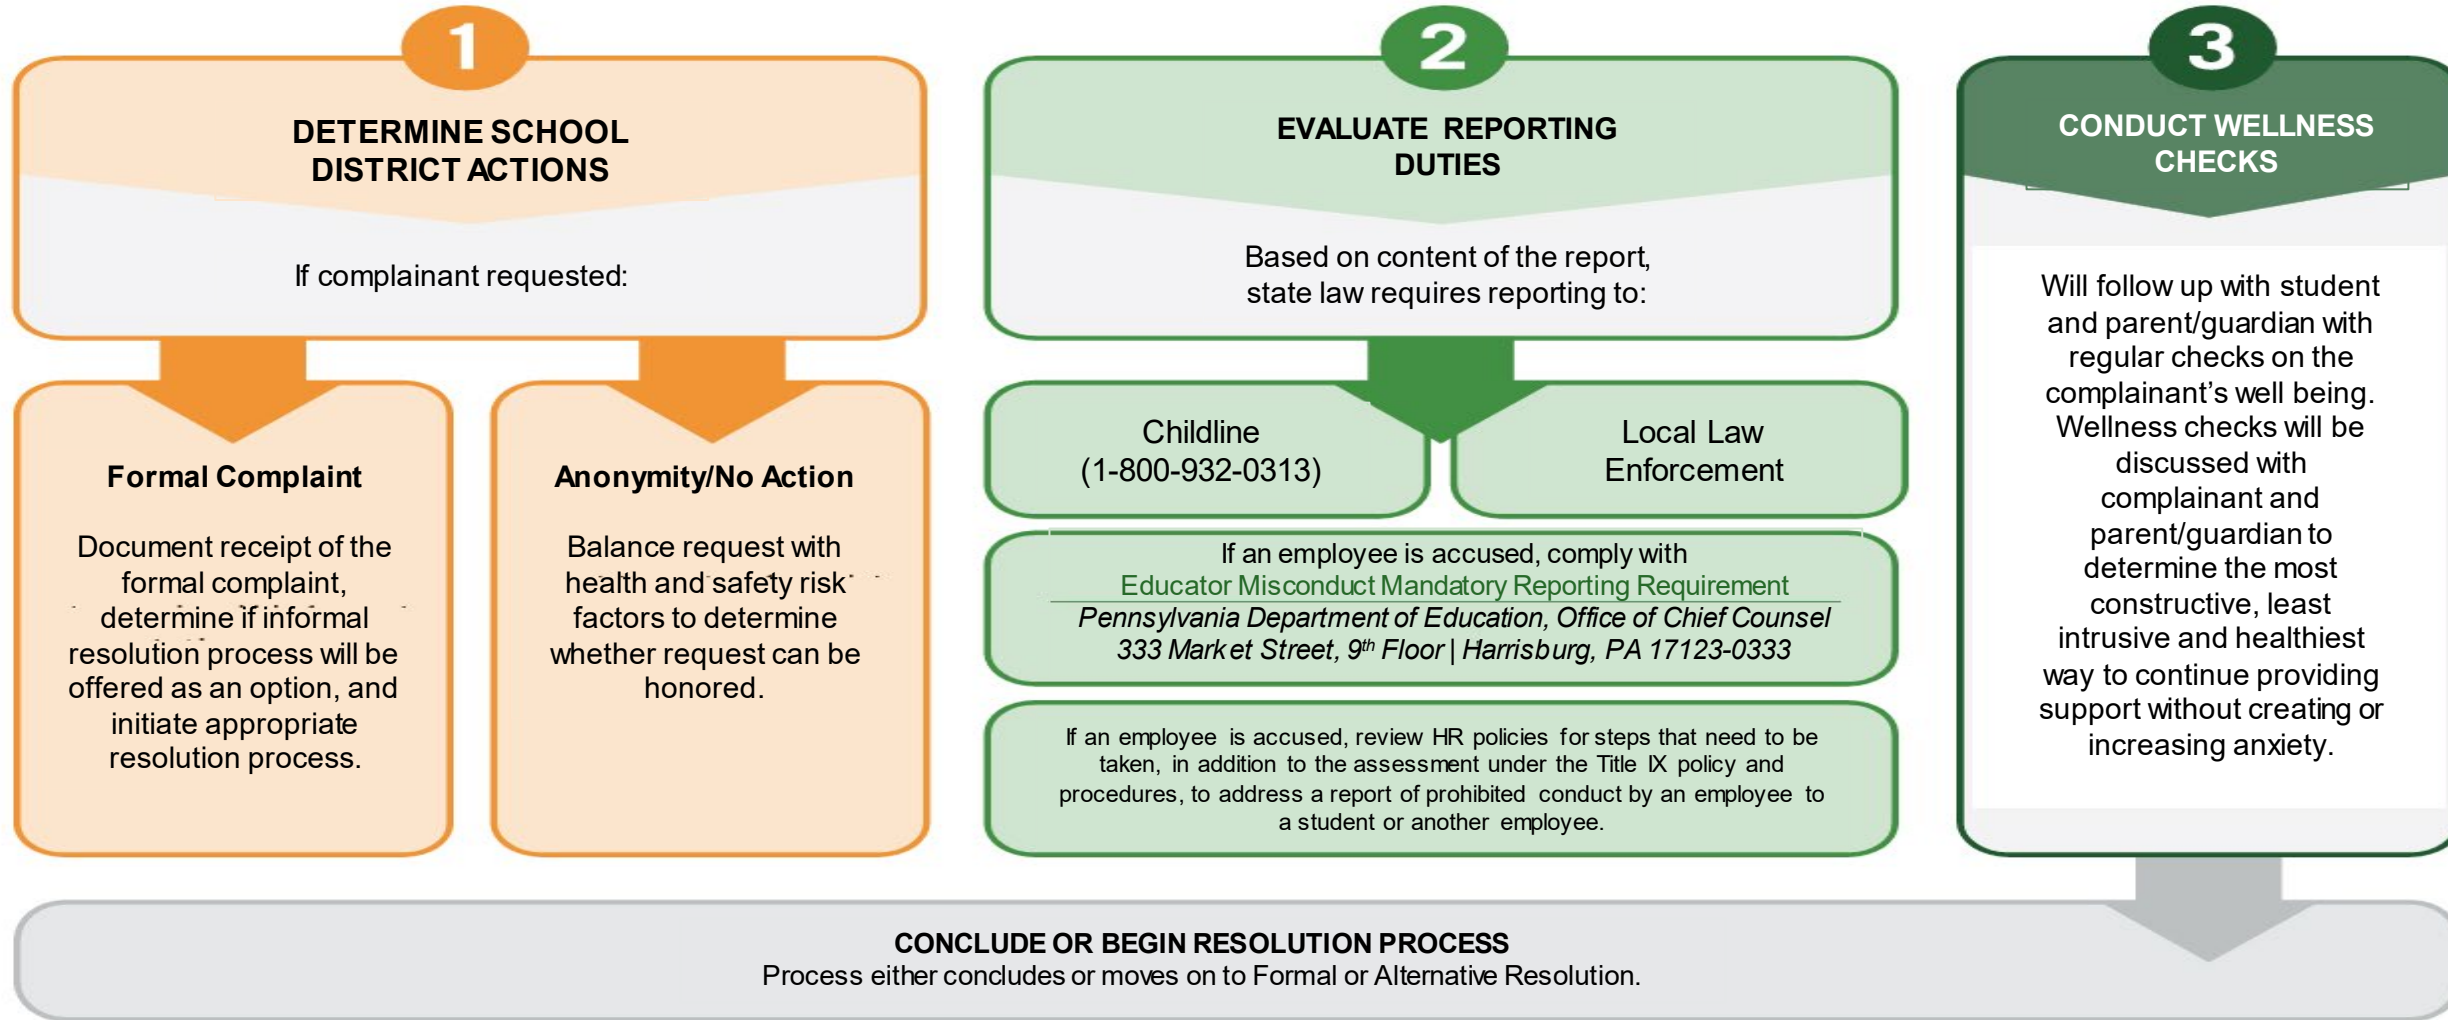 1
DETERMINE SCHOOL
DISTRICT ACTIONS
If complainant requested:
Formal Complaint
Document receipt of the
formal complaint,
determine if informal
resolution process will be
offered as an option, and
initiate appropriate
resolution process.
Anonymity/No Action
Balance request with
health and safety risk
factors to determine
whether request can be
honored.
2
EVALUATE REPORTING
DUTIES
Based on content of the report,
state law requires reporting to:
Childline
(1-800-932-0313)
Local Law
Enforcement
If an employee is accused, comply with
Educator Misconduct Mandatory Reporting Requirement
Pennsylvania Department of Education, Office of Chief Counsel
333 Market Street, 9th Floor | Harrisburg, PA 17123-0333
If an employee is accused, review HR policies for steps that need to be
taken, in addition to the assessment under the Title IX policy and
procedures, to address a report of prohibited conduct by an employee to
a student or another employee.
3
CONDUCT WELLNESS
CHECKS
Will follow up with student
and parent/guardian with
regular checks on the
complainant’s well being.
Wellness checks will be
discussed with
complainant and
parent/guardian to
determine the most
constructive, least
intrusive and healthiest
way to continue providing
support without creating or
increasing anxiety.
CONCLUDE OR BEGIN RESOLUTION PROCESS
Process either concludes or moves on to Formal or Alternative Resolution.